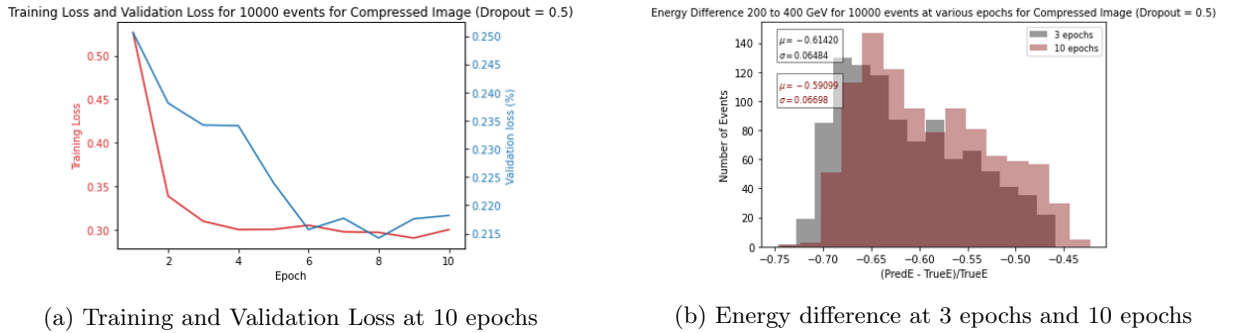 Training Loss and Validation Loss for 10000 events for Compressed Image (Dropout = 0.5)
0.50
0.45
0.40
0.35
0.30
Training Loss
0.250
0.245
0.240
0.235
0.230
0.225
0.220
0.215
Validation loss (%)
2
4
6
8
10
Epoch
(a) Training and Validation Loss at 10 epochs
Energy Difference 200 to 400 GeV for 10000 events at various epochs for Compressed Image (Dropout = 0.5)
μ = −0.61420
σ = 0.06484
μ = −0.59099
σ = 0.06698
3 epochs
10 epochs
140
120
100
80
60
40
20
0
Number of Events
−0.75
−0.70
−0.65
−0.60
−0.55
−0.50
−0.45
(PredE - TrueE)/TrueE
(b) Energy difference at 3 epochs and 10 epochs